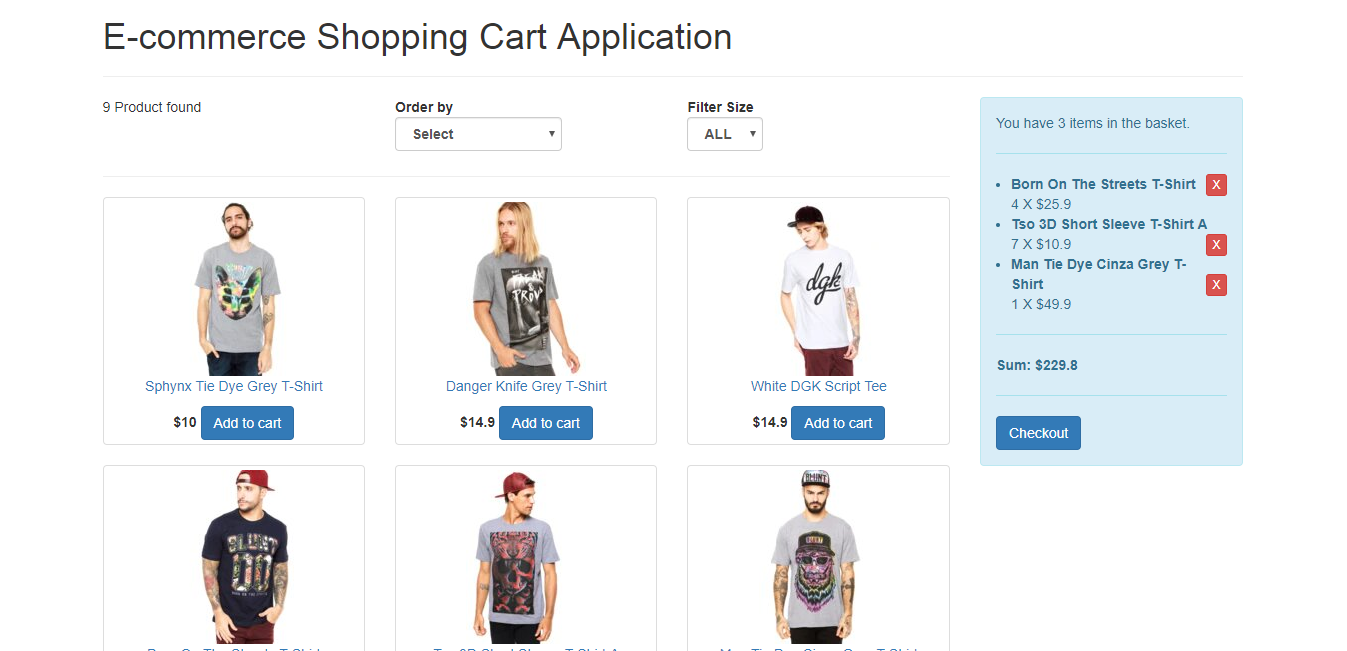 E-commerce Shopping Cart Application
9 Product found
Order by
Select
Filter Size
ALL
Sphynx Tie Dye Grey T-Shirt
$10 Add to cart
Danger Knife Grey T-Shirt
$14.9 Add to cart
dgk
White DGK Script Tee
$14.9 Add to cart
BLUNT
You have 3 items in the basket.
Born On The Streets T-Shirt X
4 X $25.9
Tso 3D Short Sleeve T-Shirt A
7 X $10.9 X
Man Tie Dye Cinza Grey T-
Shirt X
1 X $49.9
Sum: $229.8
Checkout